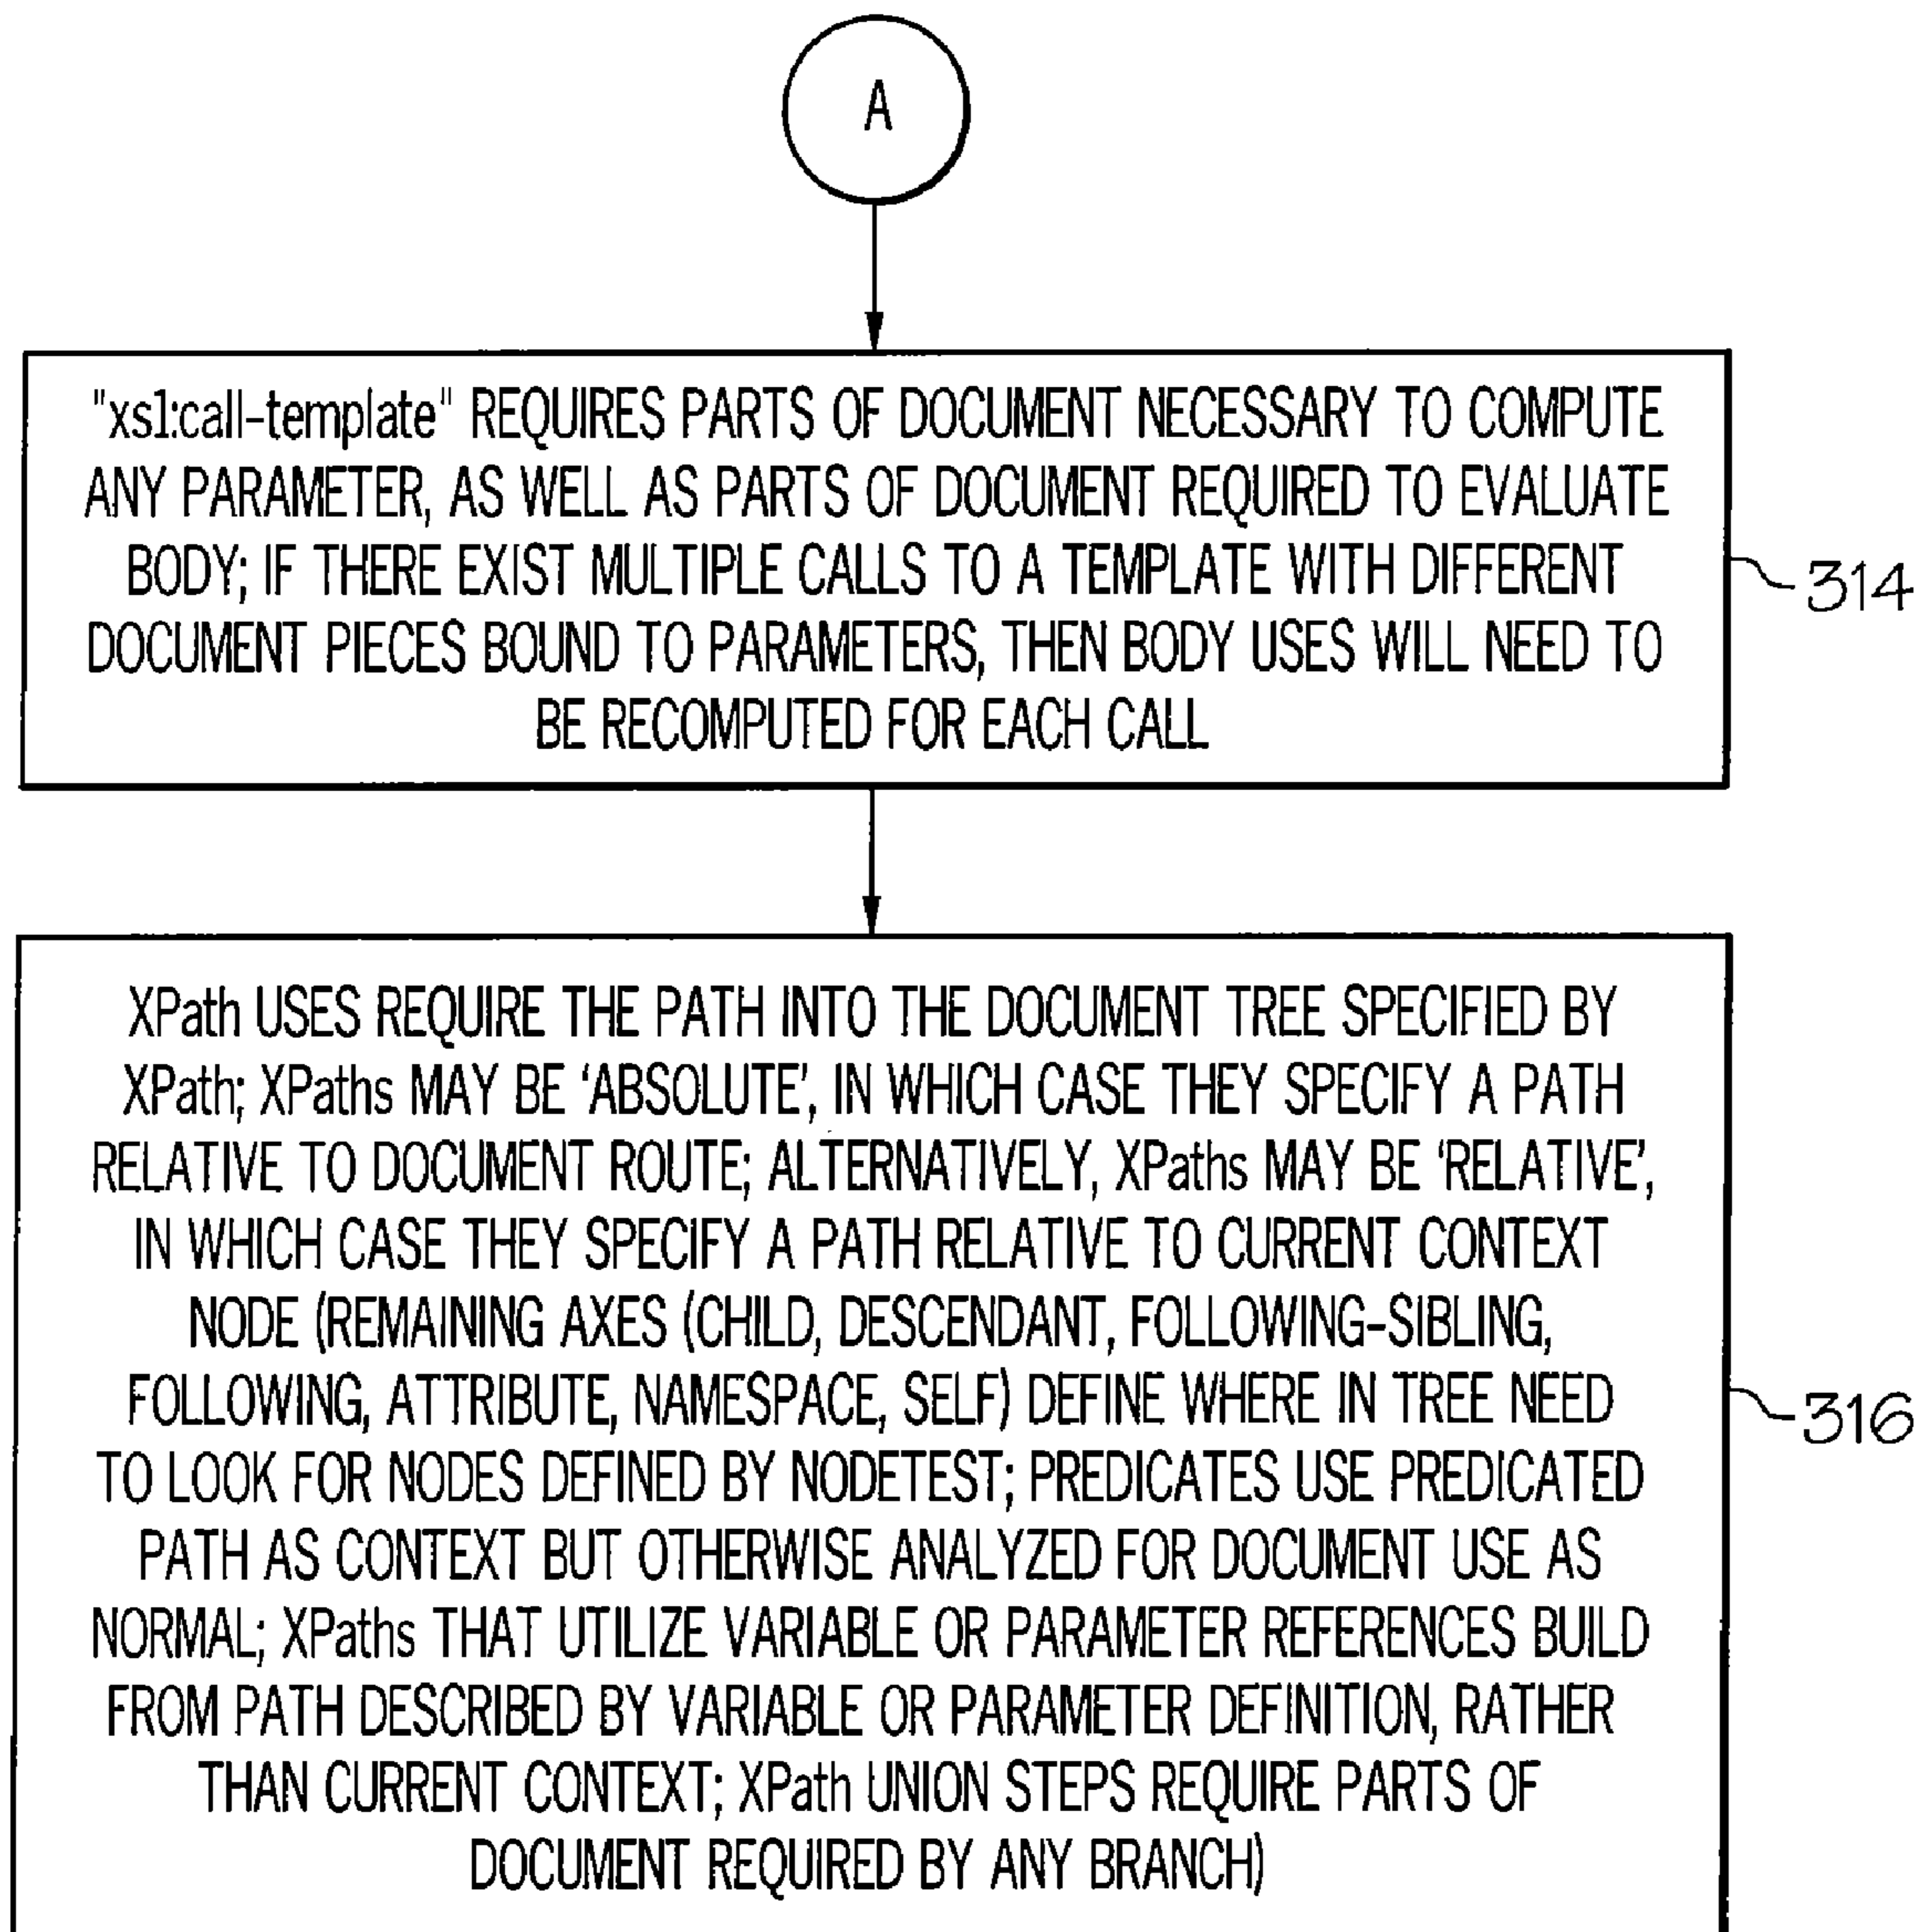 A
"xsl:call-template" REQUIRES PARTS OF DOCUMENT NECESSARY TO COMPUTE
ANY PARAMETER, AS WELL AS PARTS OF DOCUMENT REQUIRED TO EVALUATE
BODY; IF THERE EXIST MULTIPLE CALLS TO A TEMPLATE WITH DIFFERENT
DOCUMENT PIECES BOUND TO PARAMETERS, THEN BODY USES WILL NEED TO
BE RECOMPUTED FOR EACH CALL
314
XPath USES REQUIRE THE PATH INTO THE DOCUMENT TREE SPECIFIED BY
XPath; XPaths MAY BE 'ABSOLUTE', IN WHICH CASE THEY SPECIFY A PATH
RELATIVE TO DOCUMENT ROUTE; ALTERNATIVELY, XPaths MAY BE 'RELATIVE',
IN WHICH CASE THEY SPECIFY A PATH RELATIVE TO CURRENT CONTEXT
NODE (REMAINING AXES (CHILD, DESCENDANT, FOLLOWING-SIBLING,
FOLLOWING, ATTRIBUTE, NAMESPACE, SELF) DEFINE WHERE IN TREE NEED
TO LOOK FOR NODES DEFINED BY NODETEST; PREDICATES USE PREDICATED
PATH AS CONTEXT BUT OTHERWISE ANALYZED FOR DOCUMENT USE AS
NORMAL; XPaths THAT UTILIZE VARIABLE OR PARAMETER REFERENCES BUILD
FROM PATH DESCRIBED BY VARIABLE OR PARAMETER DEFINITION, RATHER
THAN CURRENT CONTEXT; XPath UNION STEPS REQUIRE PARTS OF
DOCUMENT REQUIRED BY ANY BRANCH)
316